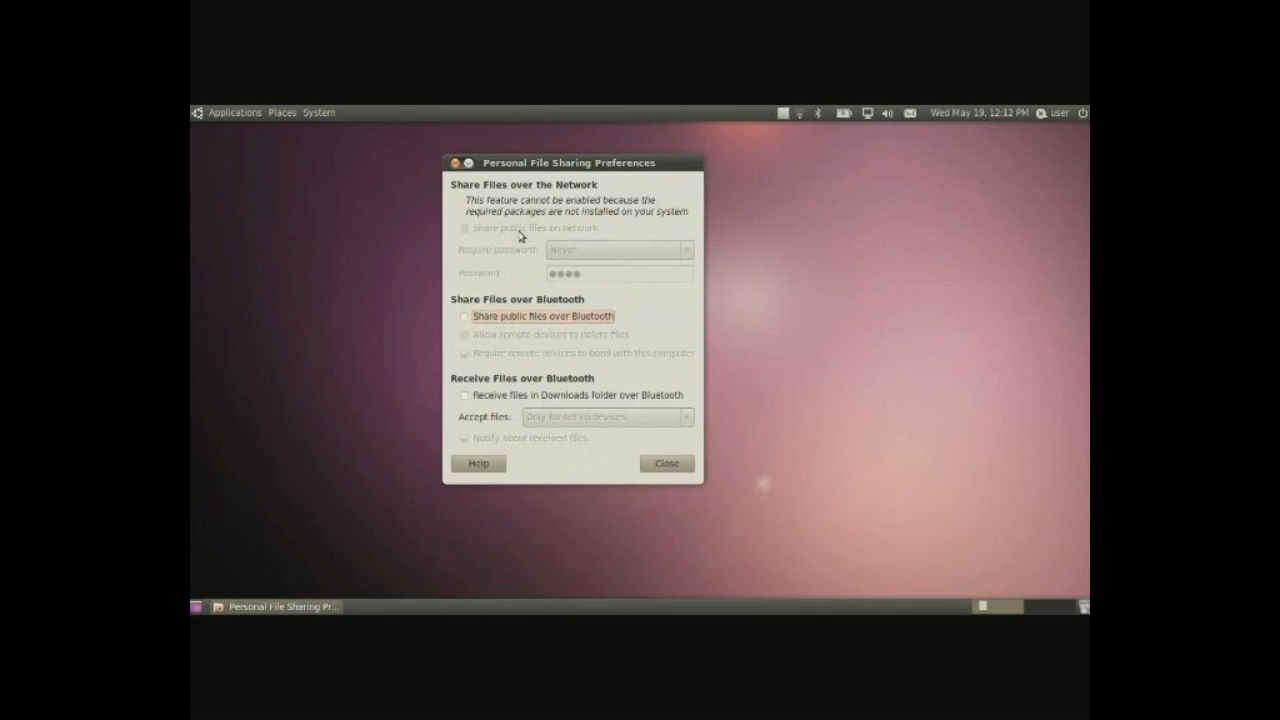 Applications Places System
Wed May 19, 12:12 PM user
Personal File Sharing Preferences
Share Files over the Network
This feature cannot be enabled because the
required packages are not installed on your system
Share public files on network
Require password: Never
Password:
Share Files over Bluetooth
Share public files over Bluetooth
Allow remote devices to delete files
Require remote devices to bond with this computer
Receive Files over Bluetooth
Receive files in Downloads folder over Bluetooth
Accept files: Only for set up devices
Notify about received files
Help Close
Personal File Sharing Pr...